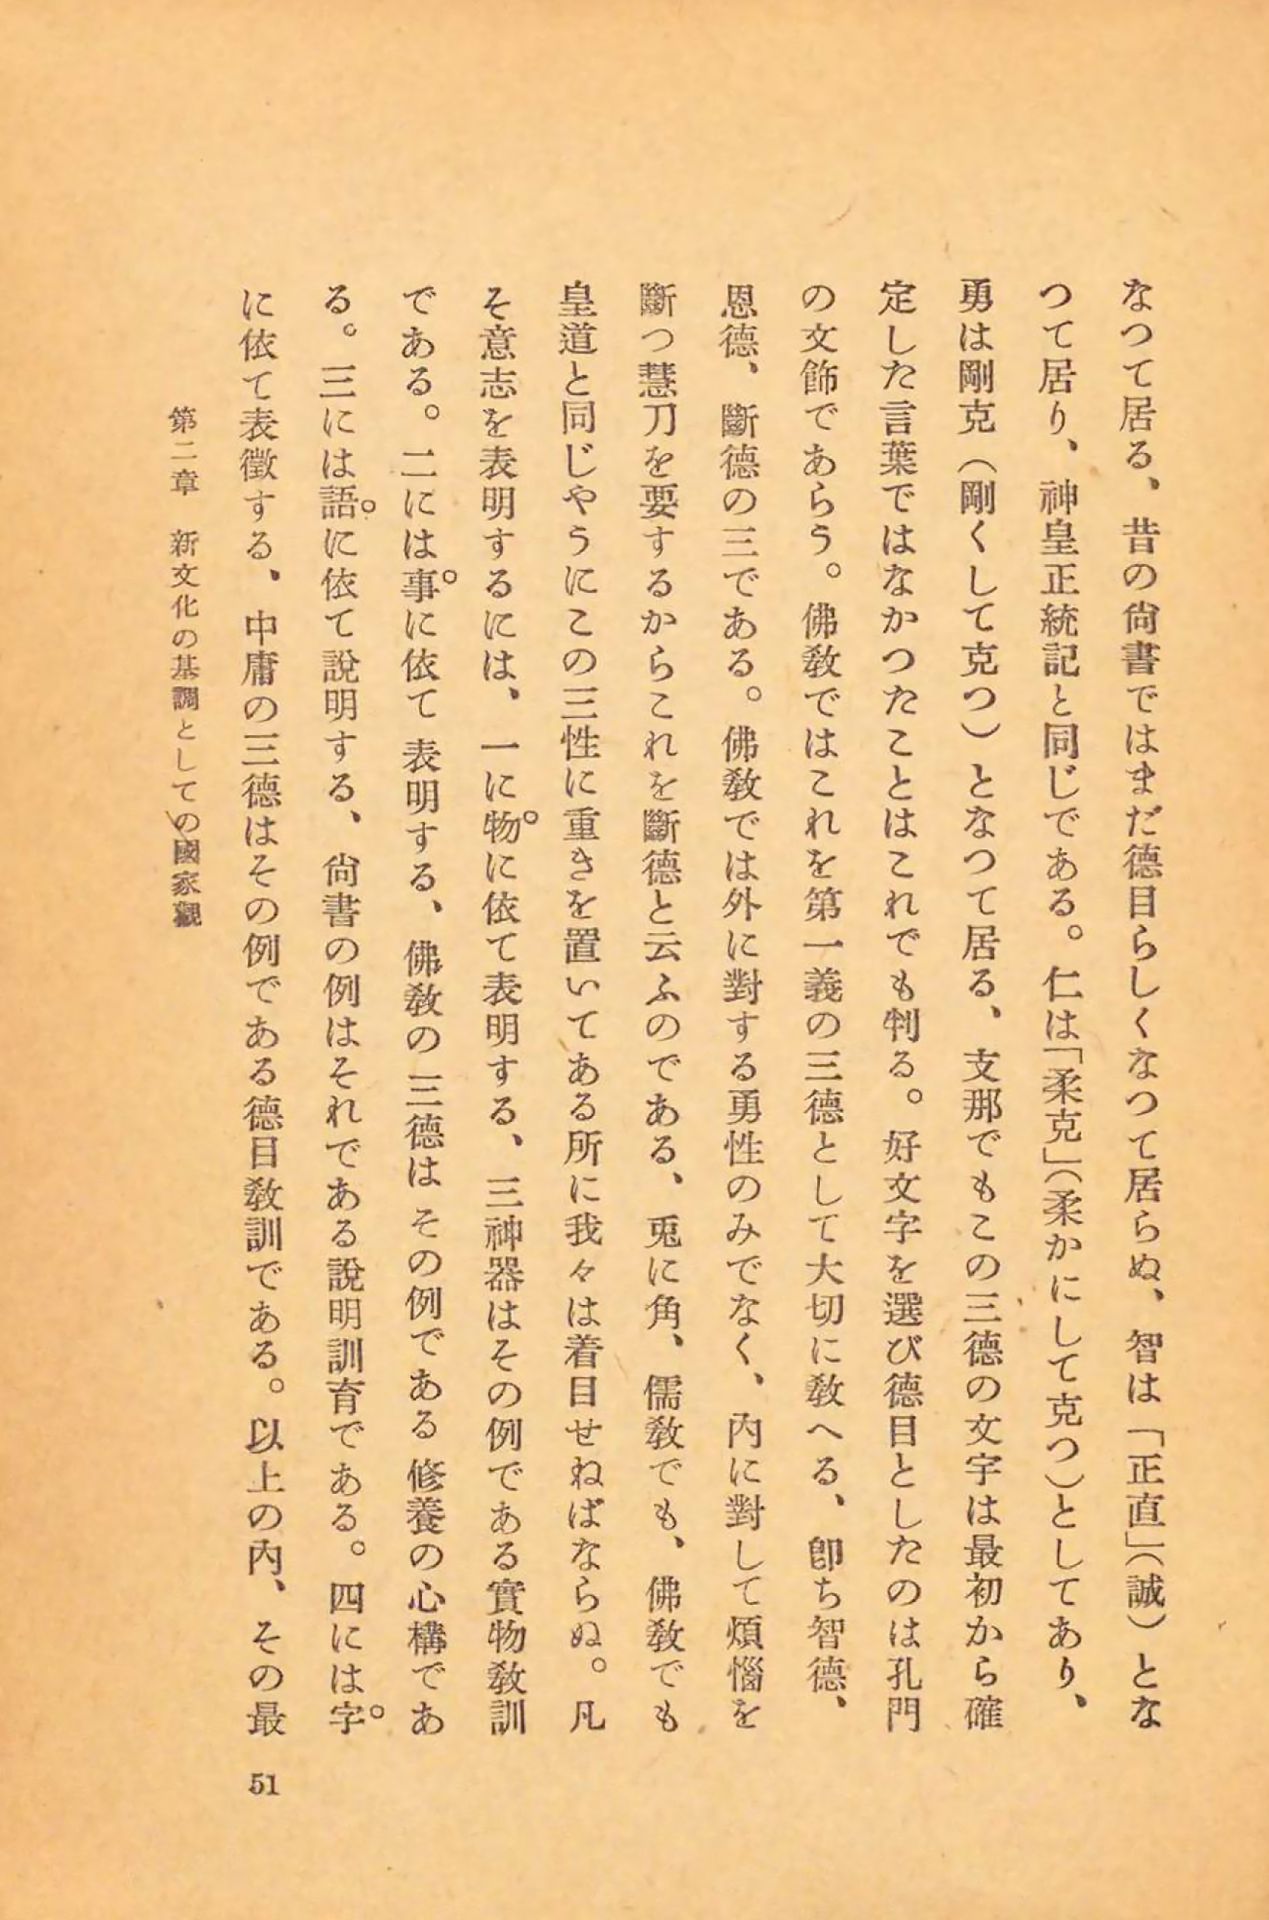 なつて居る、昔の尙書ではまだ德目らしくなつて居らぬ、智は「正直」（誠）とな
つて居り、神皇正統記と同じである。仁は「柔克」（柔かにして克つ）としてあり、
勇は剛克（剛くして克つ）となつて居る、支那でもこの三德の文字は最初から確
定した言葉ではなかつたことはこれでも判る。好文字を選び德目としたのは孔門
の文飾であらう。佛敎ではこれを第一義の三德として大切に敎へる、卽ち智德、
恩德、斷德の三である。佛敎では外に對する勇性のみでなく、內に對して煩惱を
斷つ慧刀を要するからこれを斷德と云ふのである、兎に角、儒敎でも、佛敎でも
皇道と同じやうにこの三性に重きを置いてある所に我々は着目せねばならぬ。凡
そ意志を表明するには、一に物に依て表明する、三神器はその例である實物敎訓
である。二には事に依て表明する、佛敎の三德はその例である修養の心構であ
る。三には語に依て說明する、尙書の例はそれである說明訓育である。四には字
に依て表徵する、中庸の三德はその例である德目敎訓である。以上の內、その最
第二章　新文化の基調としての國家觀
51